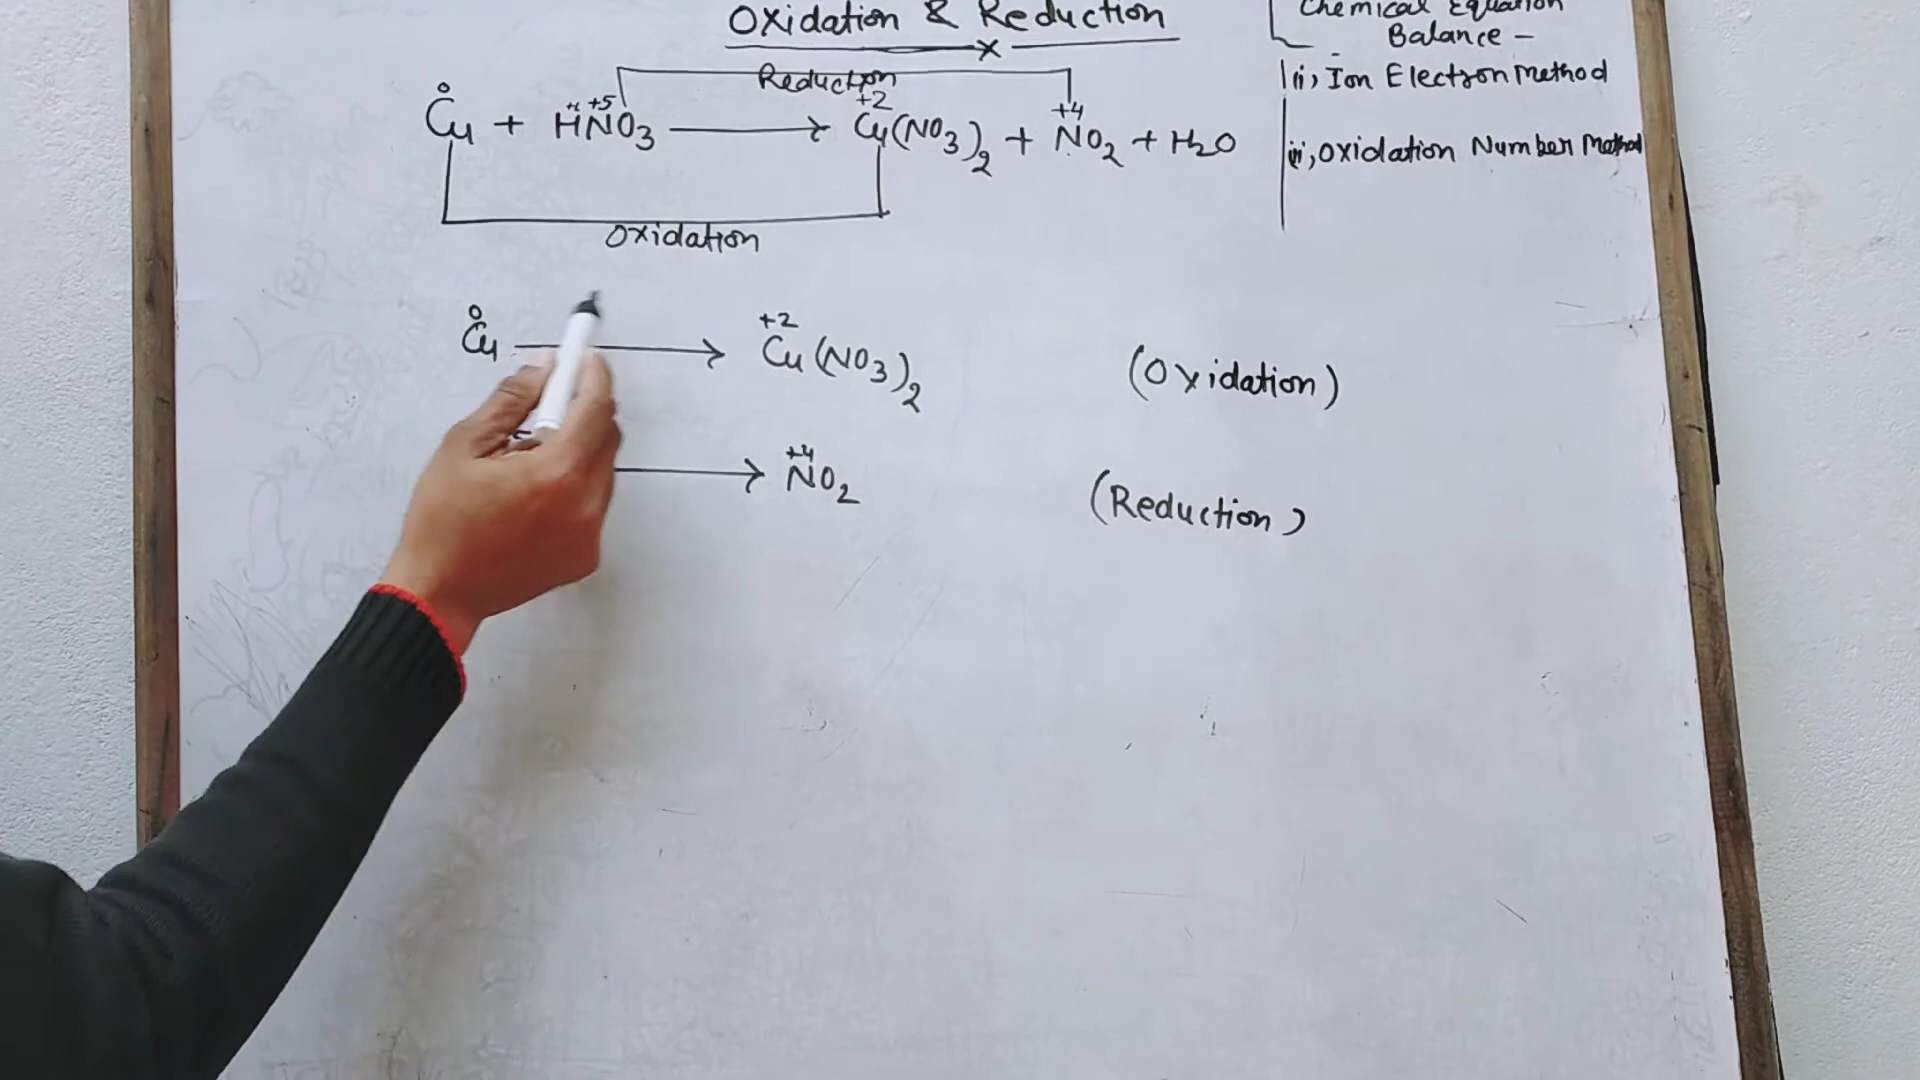 Oxidation & Reduction
Chemical Equation
Balance –
(i), Ion Electron Method
(ii), Oxidation Number Method
Reduction
0 +1 +5 +2 +4
Cu + HNO3 ⟶ Cu(NO3)2 + NO2 + H2O
Oxidation
0 +2
Cu ⟶ Cu(NO3)2 (Oxidation)
+4
⟶ NO2 (Reduction)